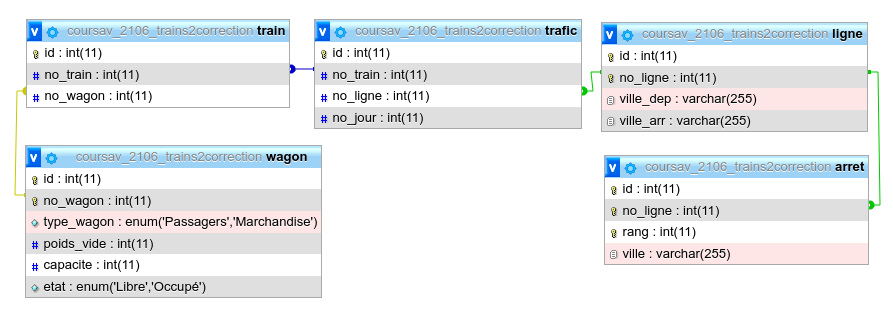 v coursav_2106_trains2correction train
id : int(11)
no_train : int(11)
no_wagon : int(11)
v coursav_2106_trains2correction trafic
id : int(11)
no_train : int(11)
no_ligne : int(11)
no_jour : int(11)
v coursav_2106_trains2correction ligne
id : int(11)
no_ligne : int(11)
ville_dep : varchar(255)
ville_arr : varchar(255)
v coursav_2106_trains2correction wagon
id : int(11)
no_wagon : int(11)
type_wagon : enum('Passagers','Marchandise')
poids_vide : int(11)
capacite : int(11)
etat : enum('Libre','Occupé')
v coursav_2106_trains2correction arret
id : int(11)
no_ligne : int(11)
rang : int(11)
ville : varchar(255)